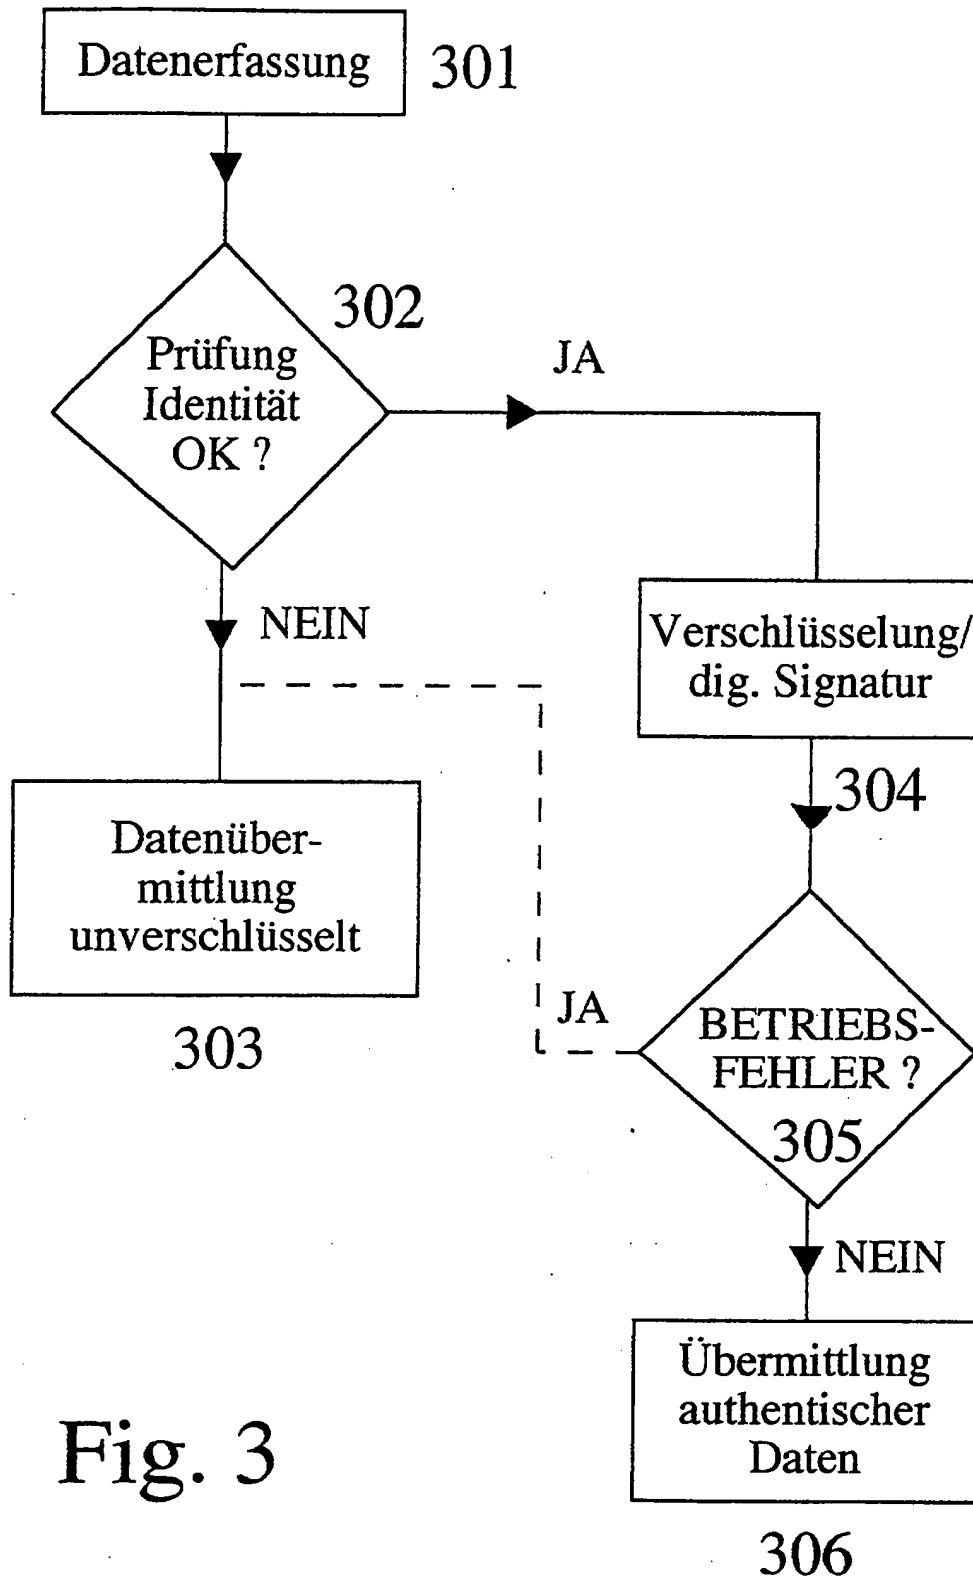 Datenerfassung
301
302
Prüfung
Identität
OK ?
JA
NEIN
Verschlüsselung/
dig. Signatur
304
Datenüber-
mittlung
unverschlüsselt
303
JA
BETRIEBS-
FEHLER ?
305
NEIN
Übermittlung
authentischer
Daten
306
Fig. 3